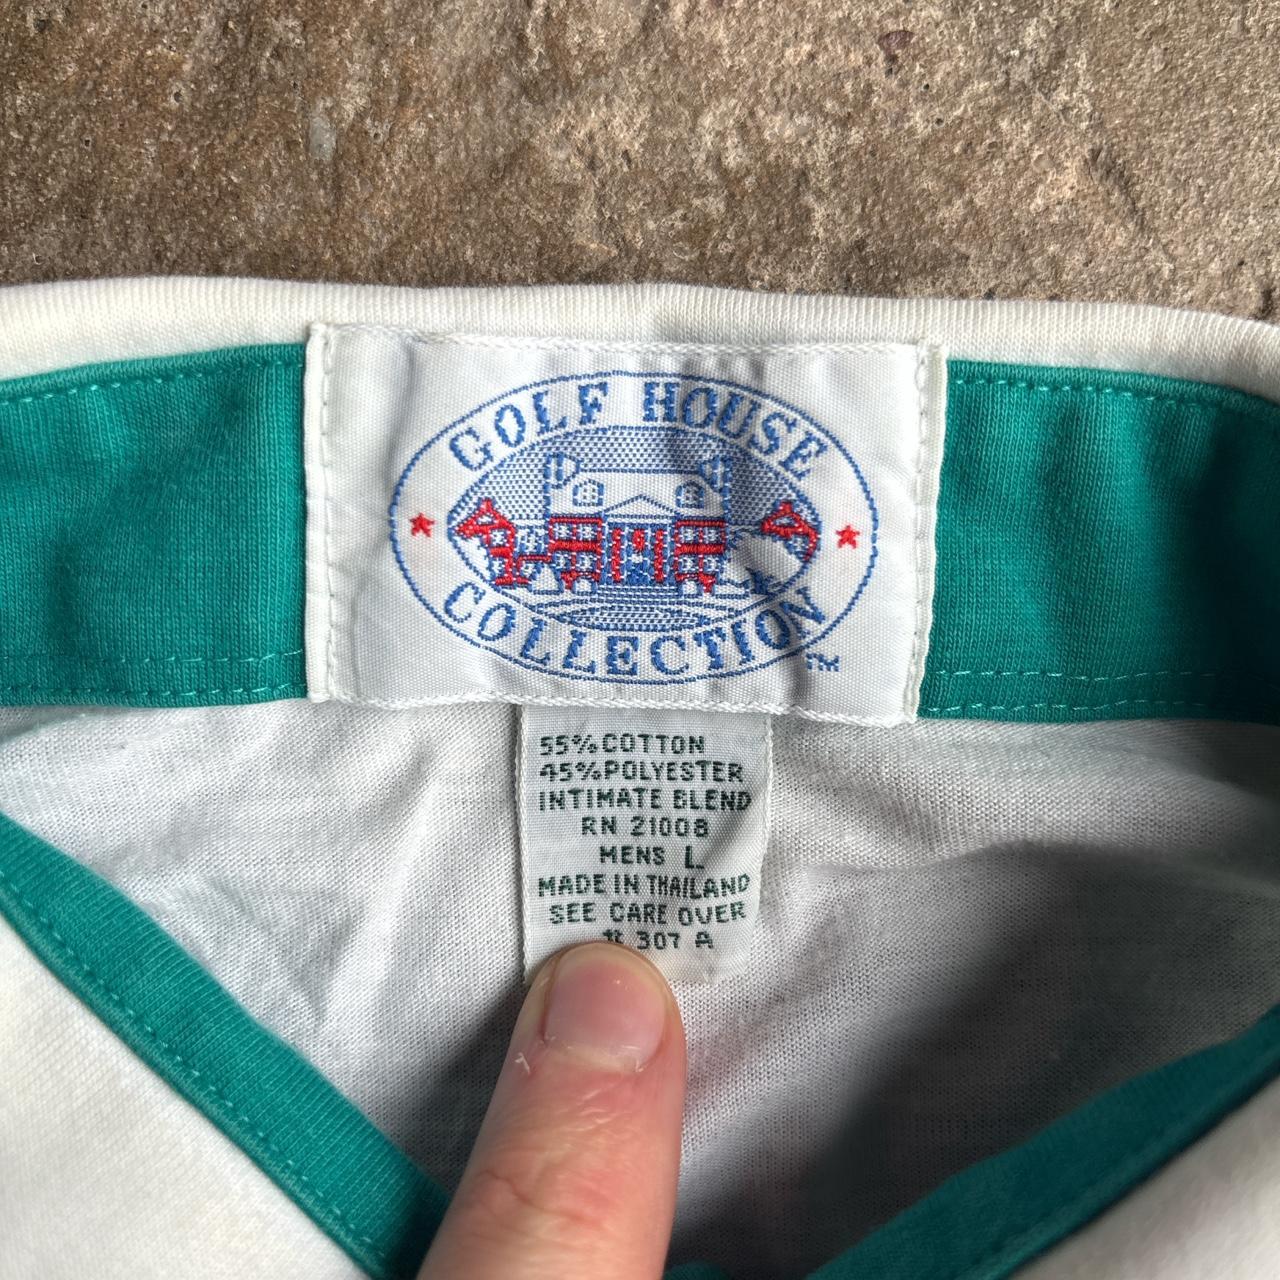 GOLF HOUSE
COLLECTION
TM
55% COTTON
45% POLYESTER
INTIMATE BLEND
RN 21008
MENS L
MADE IN THAILAND
SEE CARE OVER
# 307 A